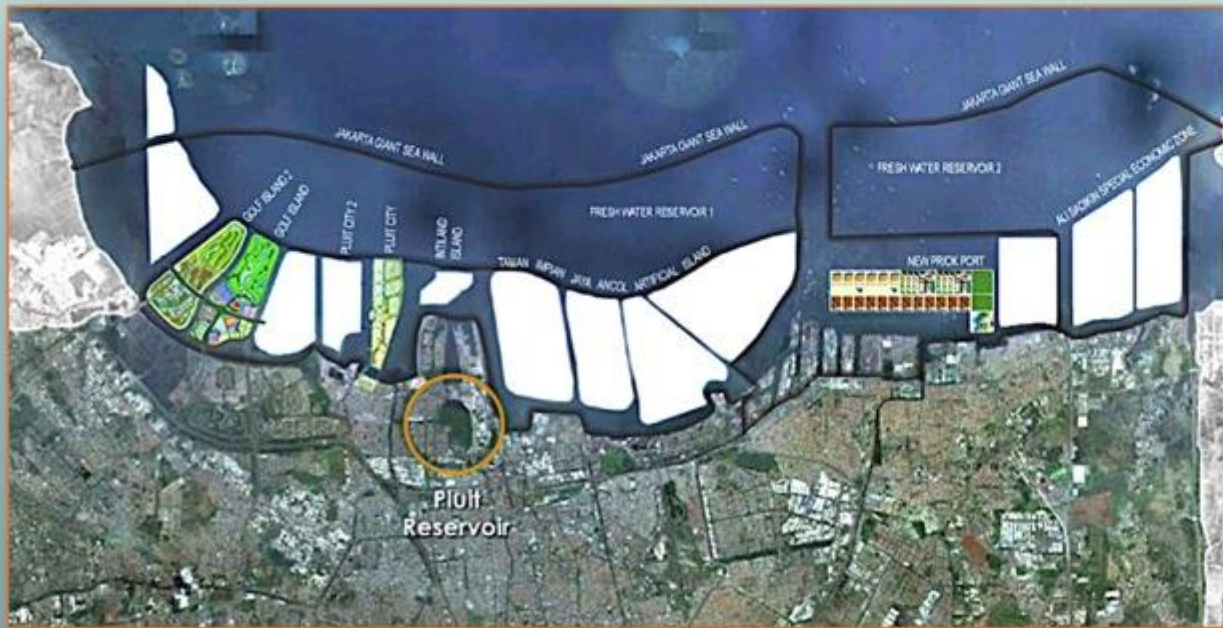 JAKARTA GIANT SEA WALL
JAKARTA GIANT SEA WALL
JAKARTA GIANT SEA WALL
FRESH WATER RESERVOIR 1
FRESH WATER RESERVOIR 2
ALI SADIKIN SPECIAL ECONOMIC ZONE
GOLF ISLAND 2
GOLF ISLAND
PLUIT CITY 2
PLUIT CITY
INTILAND
ISLAND
TAMAN IMPIAN JAYA ANCOL ARTIFICIAL ISLAND
NEW PRIOK PORT
Pluit
Reservoir